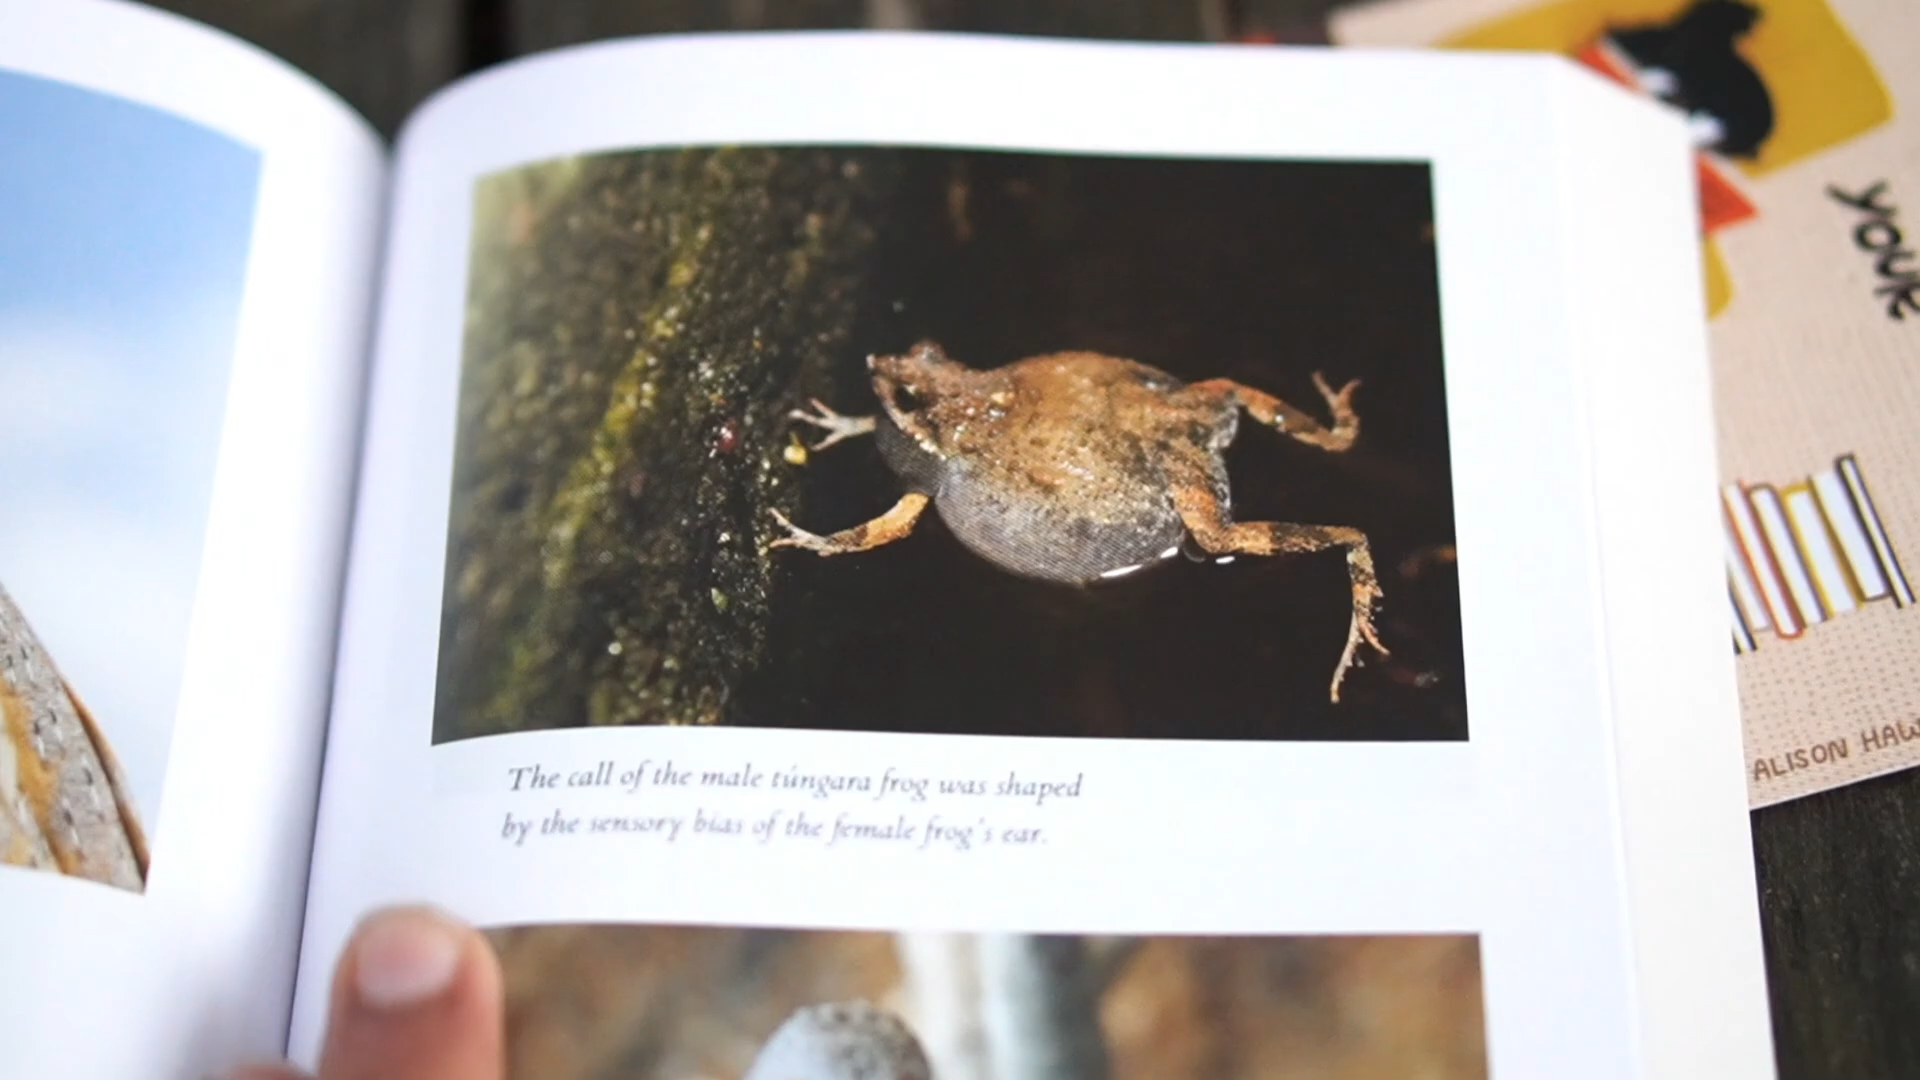 The call of the male túngara frog was shaped
by the sensory bias of the female frog's ear.
YOU'R
ALISON HAW